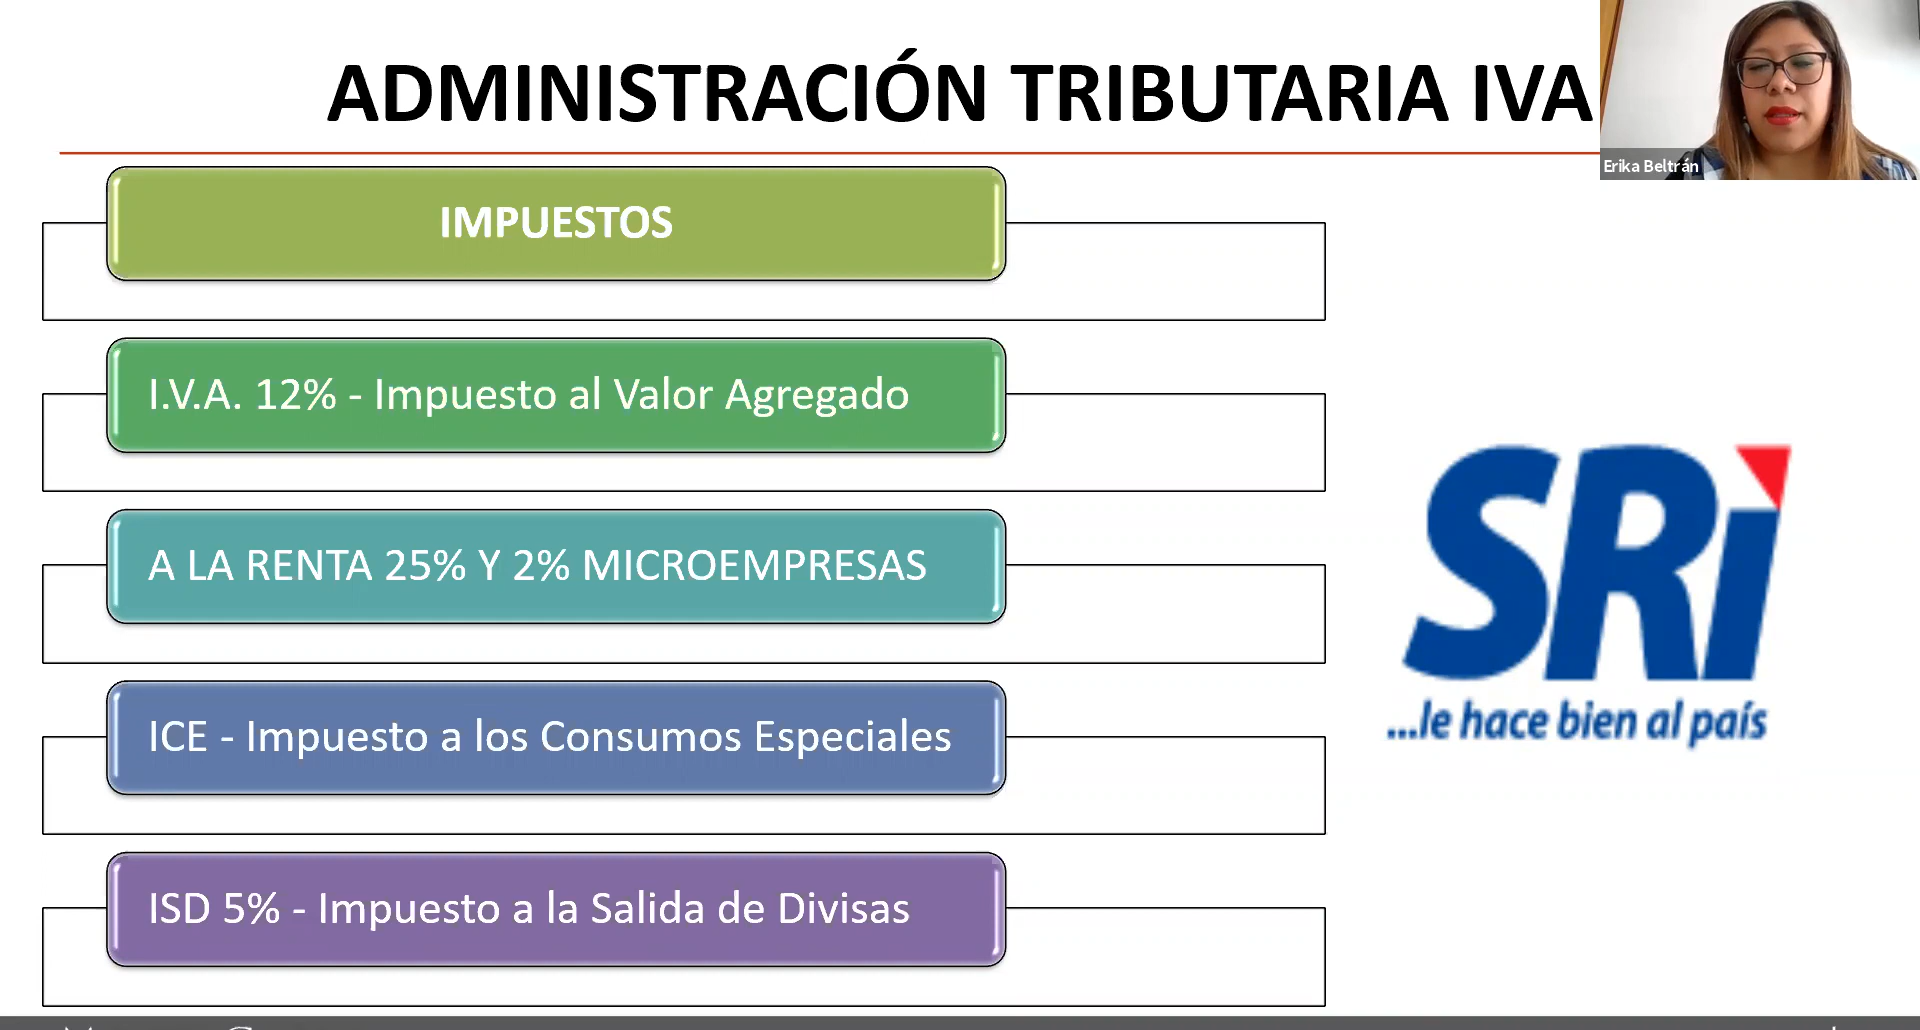 ADMINISTRACIÓN TRIBUTARIA IVA
Erika Beltrán
IMPUESTOS
I.V.A. 12% - Impuesto al Valor Agregado
A LA RENTA 25% Y 2% MICROEMPRESAS
ICE - Impuesto a los Consumos Especiales
ISD 5% - Impuesto a la Salida de Divisas
SRi
...le hace bien al país